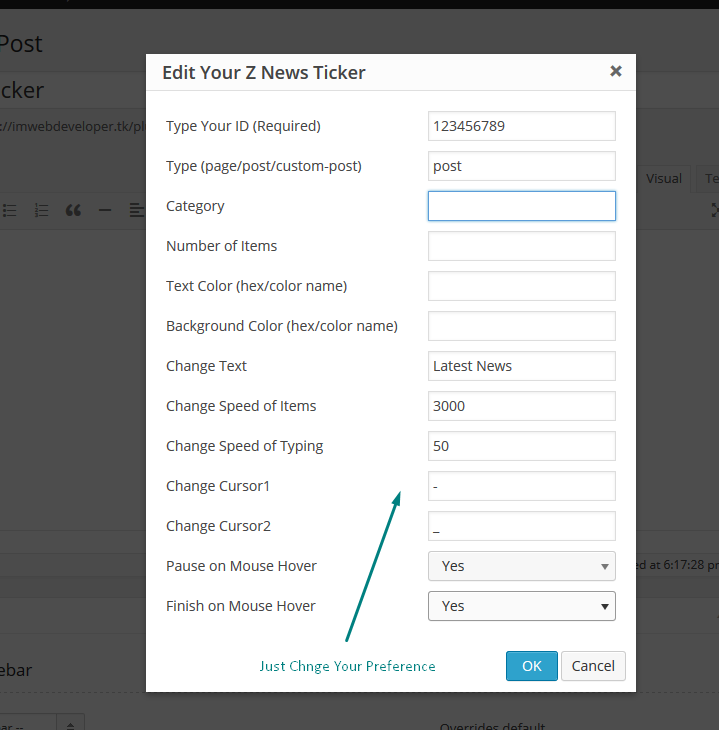 Post
cker
://imwebdeveloper.tk/pl
Edit Your Z News Ticker
Type Your ID (Required) 123456789
Type (page/post/custom-post) post
Category
Number of Items
Text Color (hex/color name)
Background Color (hex/color name)
Change Text Latest News
Change Speed of Items 3000
Change Speed of Typing 50
Change Cursor1 -
Change Cursor2 _
Pause on Mouse Hover Yes
Finish on Mouse Hover Yes
Just Chnge Your Preference
OK Cancel
Visual Te
ed at 6:17:28 pm
ebar
ar --
Overrides default